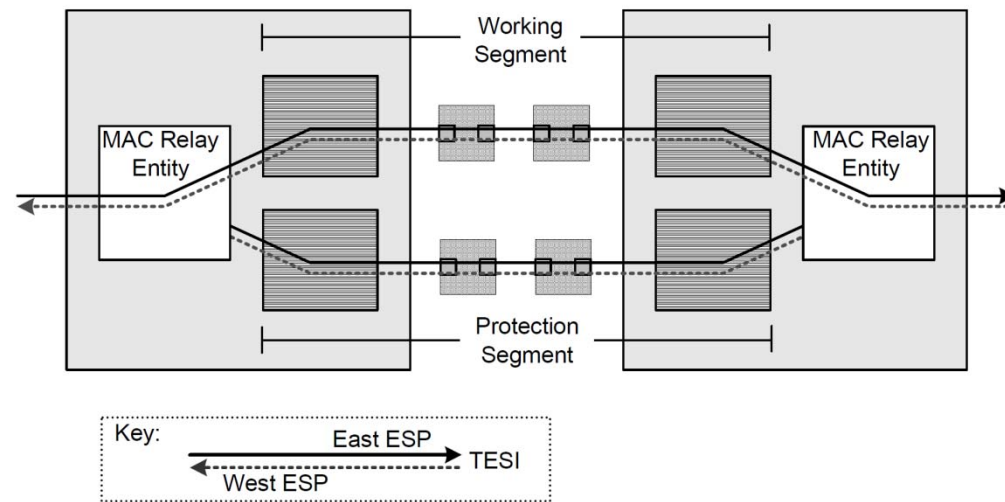 Working
Segment
MAC Relay
Entity
MAC Relay
Entity
Protection
Segment
Key:
East ESP
TESI
West ESP